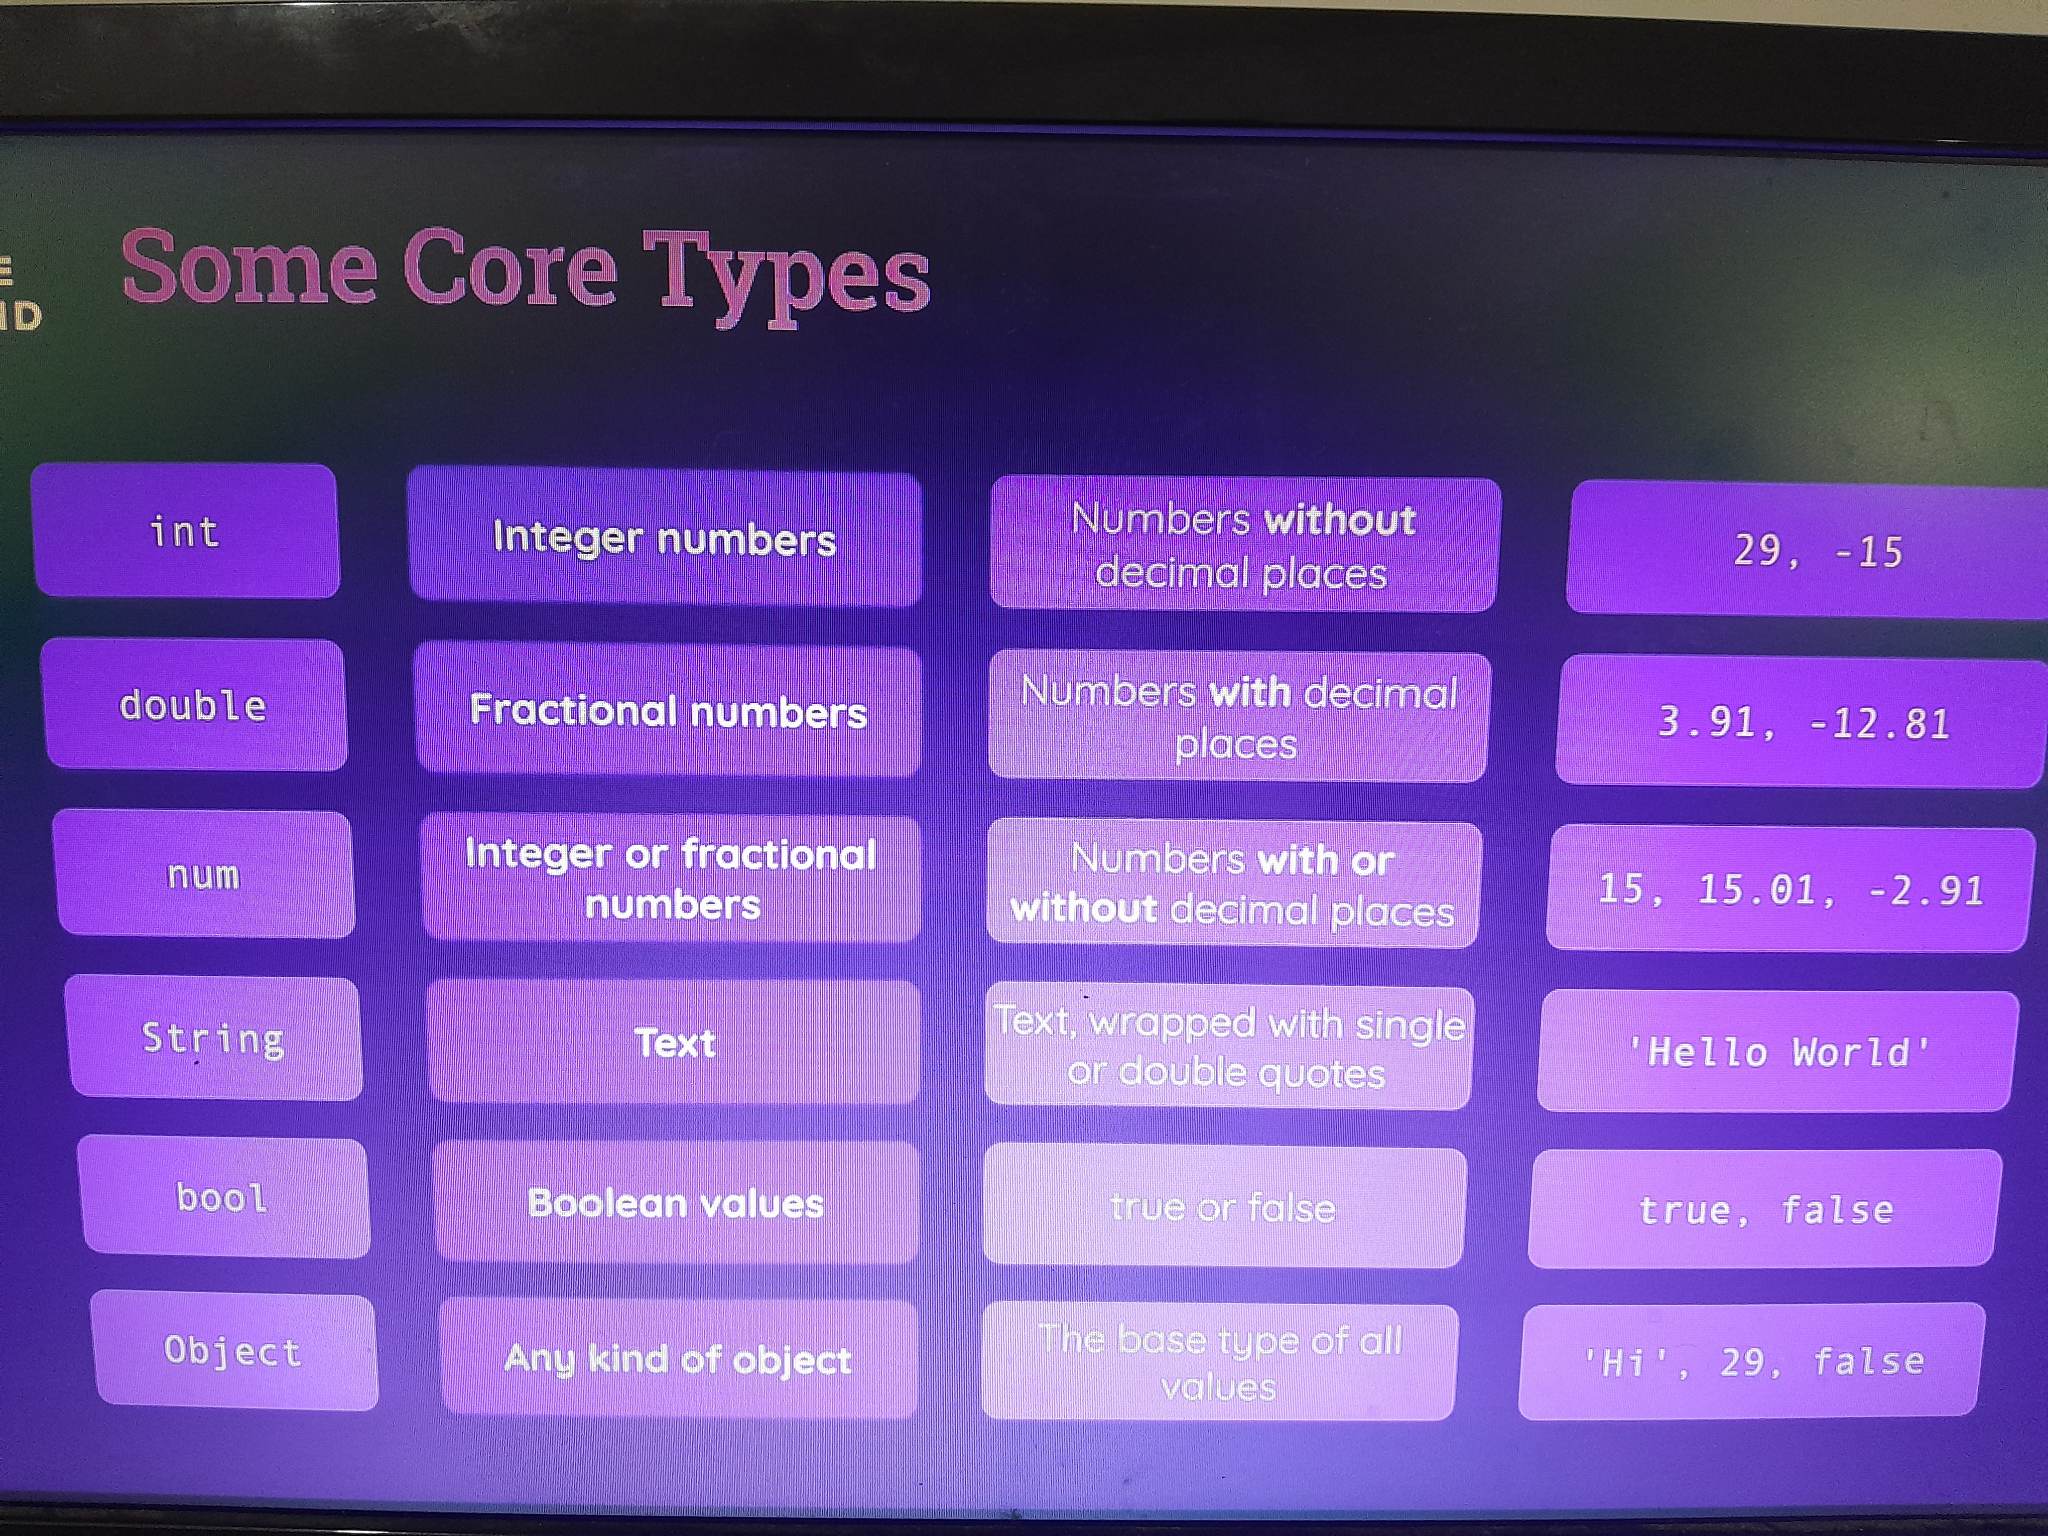 E
ND
Some Core Types
int
Integer numbers
Numbers without
decimal places
29, -15
double
Fractional numbers
Numbers with decimal
places
3.91, -12.81
num
Integer or fractional
numbers
Numbers with or
without decimal places
15, 15.01, -2.91
String
Text
Text, wrapped with single
or double quotes
'Hello World'
bool
Boolean values
true or false
true, false
Object
Any kind of object
The base type of all
values
'Hi', 29, false